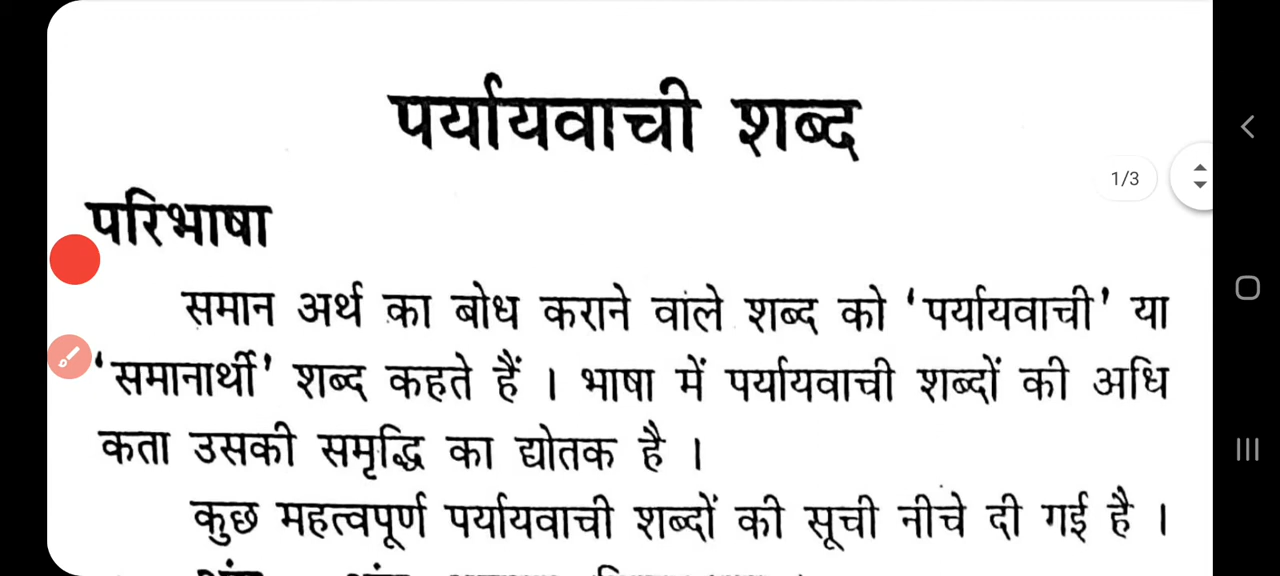 पर्यायवाची शब्द
1/3
परिभाषा
समान अर्थ का बोध कराने वाले शब्द को ‘पर्यायवाची’ या
‘समानार्थी’ शब्द कहते हैं । भाषा में पर्यायवाची शब्दों की अधि
कता उसकी समृद्धि का द्योतक है ।
कुछ महत्वपूर्ण पर्यायवाची शब्दों की सूची नीचे दी गई है ।